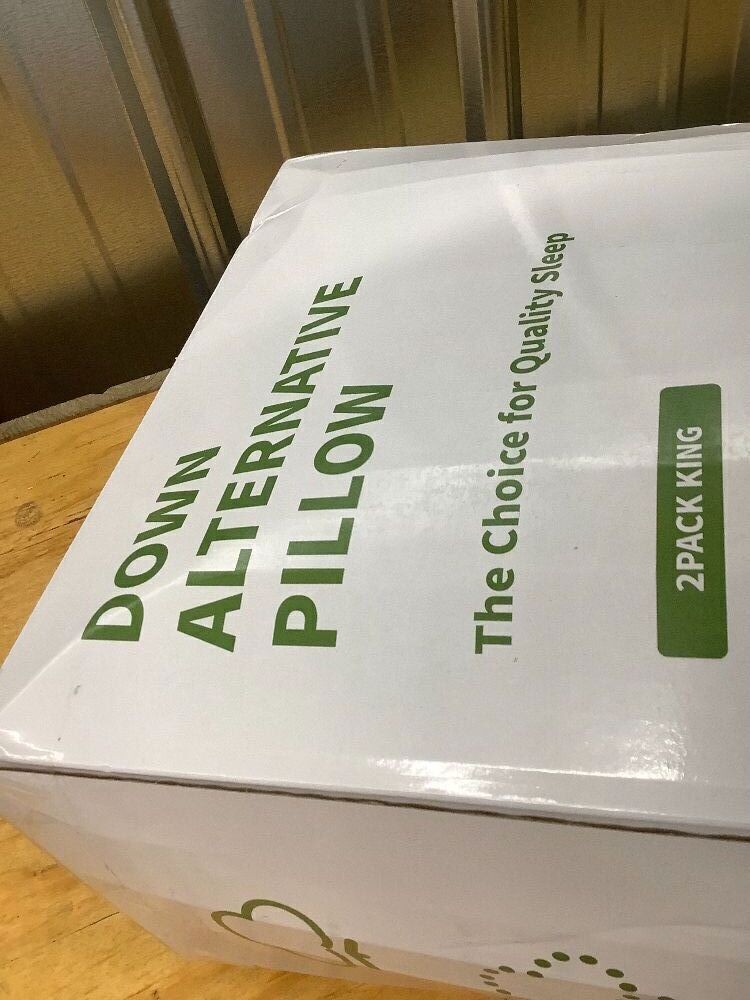 DOWN
ALTERNATIVE
PILLOW
The Choice for Quality Sleep
2PACK KING